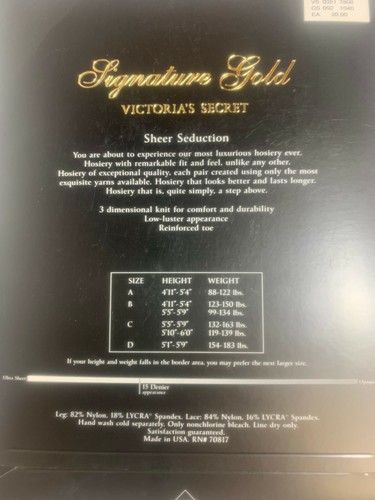 Signature Gold
VICTORIA'S SECRET
Sheer Seduction
You are about to experience our most luxurious hosiery ever.
Hosiery with remarkable fit and feel, unlike any other.
Hosiery of exceptional quality, each pair created using only the most
exquisite yarns available. Hosiery that looks better and lasts longer.
Hosiery that is, quite simply, a step above.
3 dimensional knit for comfort and durability
Low-luster appearance
Reinforced toe
SIZE HEIGHT WEIGHT
A 4'11"- 5'4" 88-122 lbs.
B 4'11"- 5'4" 123-150 lbs.
5'5"- 5'9" 99-134 lbs.
C 5'5"- 5'9" 132-163 lbs.
5'10"- 6'0" 119-139 lbs.
D 5'1"- 5'9" 154-183 lbs.
If your height and weight falls in the border area, you may prefer the next larger size.
Ultra Sheer
15 Denier
appearance
Leg: 82% Nylon, 18% LYCRA® Spandex. Lace: 84% Nylon, 16% LYCRA® Spandex.
Hand wash cold separately. Only nonchlorine bleach. Line dry only.
Satisfaction guaranteed.
Made in USA. RN# 70817